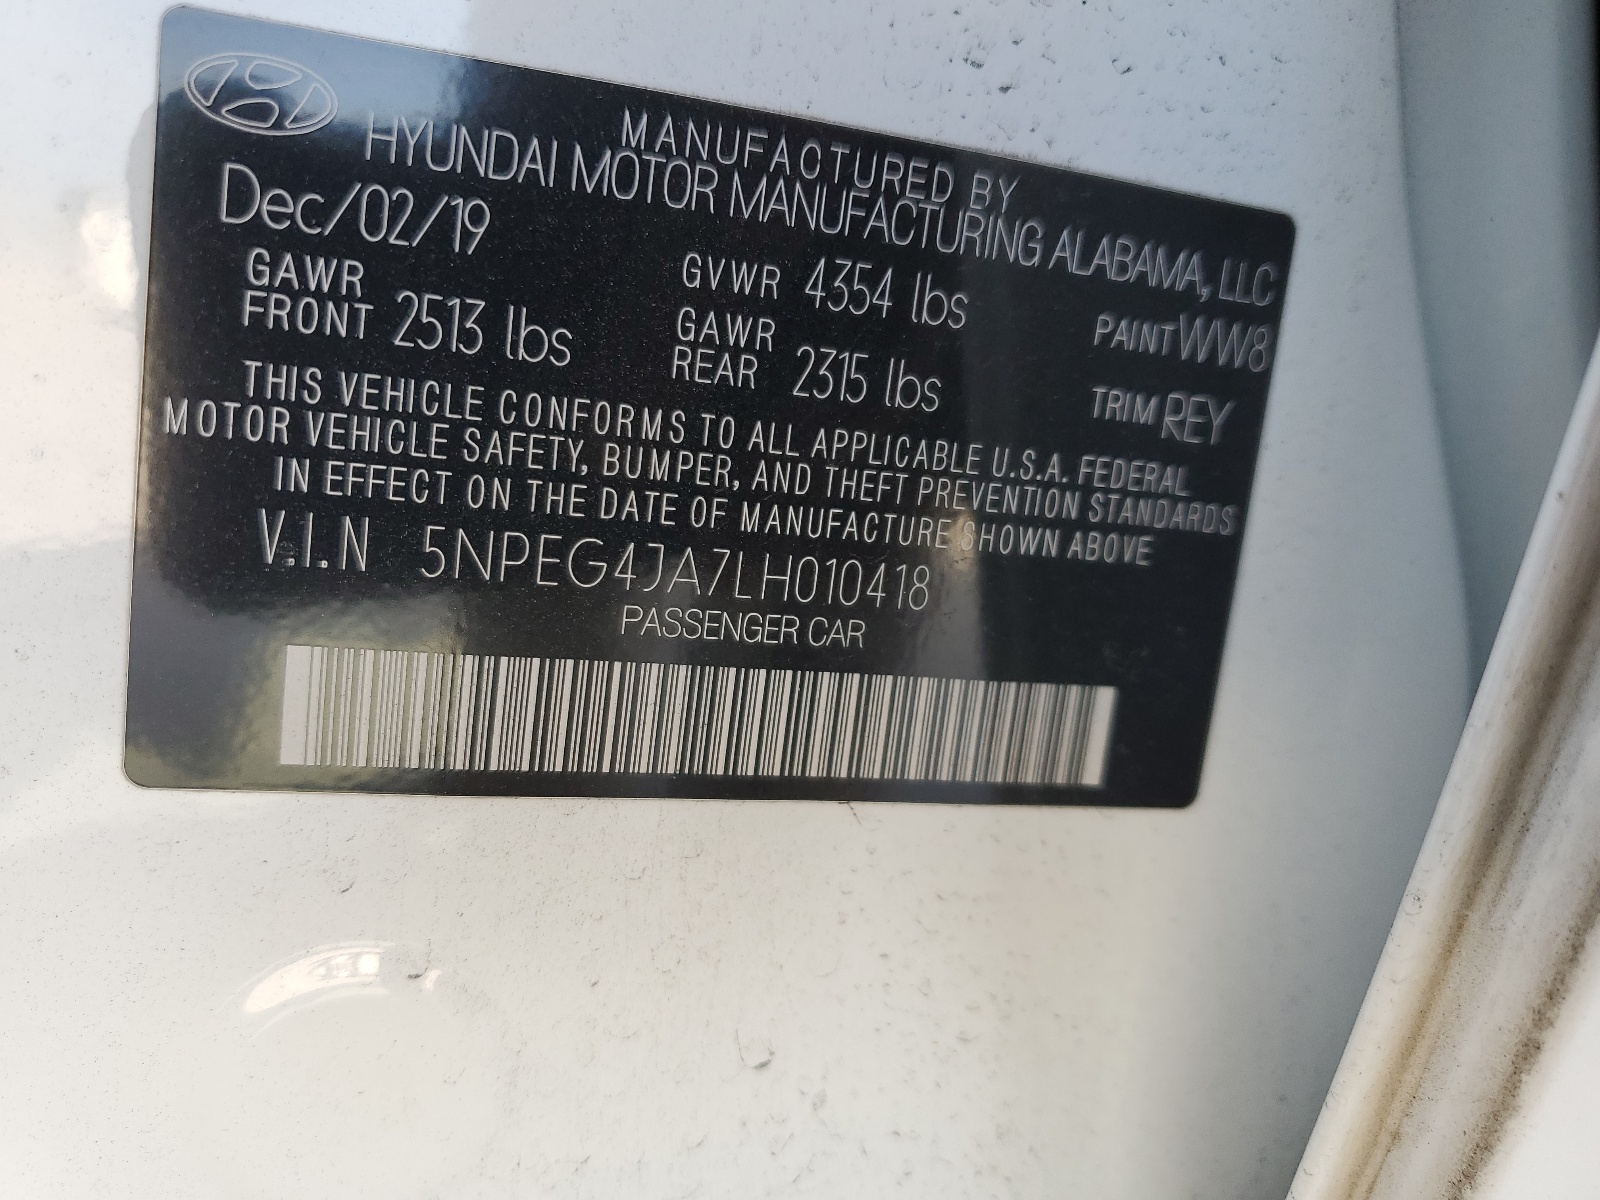 MANUFACTURED BY
HYUNDAI MOTOR MANUFACTURING ALABAMA, LLC
Dec/02/19
GVWR 4354 lbs
PAINT WW8
GAWR FRONT 2513 lbs
GAWR REAR 2315 lbs
TRIM REY
THIS VEHICLE CONFORMS TO ALL APPLICABLE U.S.A. FEDERAL
MOTOR VEHICLE SAFETY, BUMPER, AND THEFT PREVENTION STANDARDS
IN EFFECT ON THE DATE OF MANUFACTURE SHOWN ABOVE
V.I.N 5NPEG4JA7LH010418
PASSENGER CAR